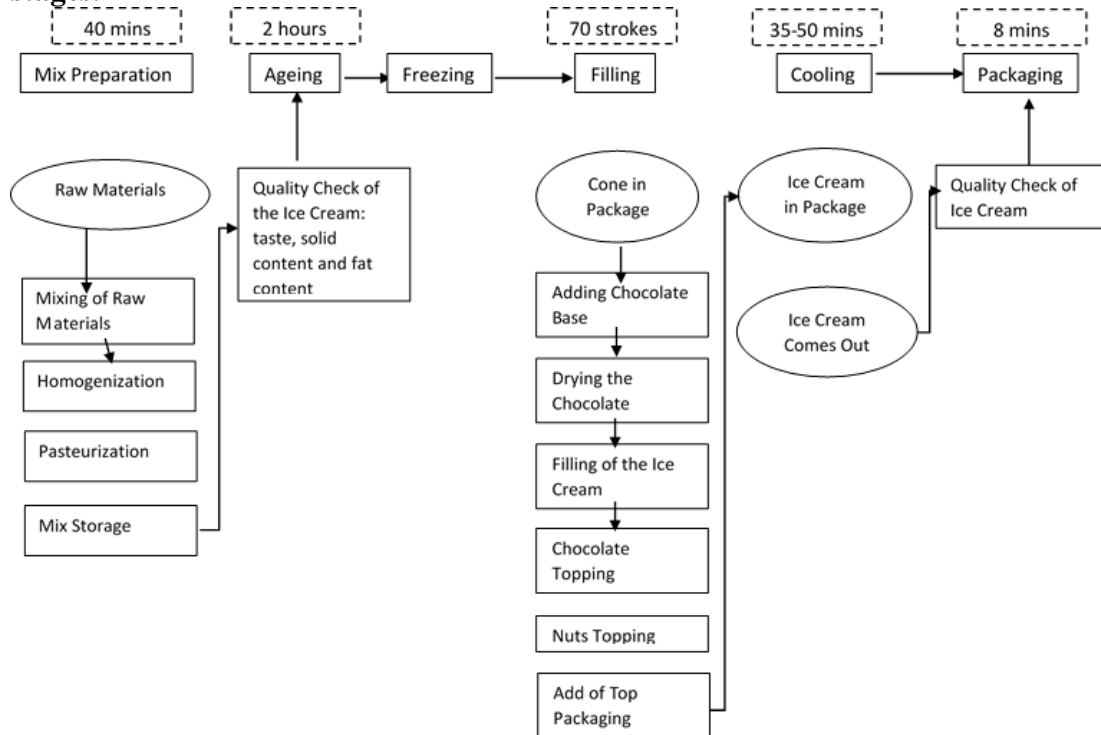 stages.
40 mins
2 hours
70 strokes
35-50 mins
8 mins
Mix Preparation
Ageing
Freezing
Filling
Cooling
Packaging
Raw Materials
Mixing of Raw
Materials
Homogenization
Pasteurization
Mix Storage
Quality Check of
the Ice Cream:
taste, solid
content and fat
content
Cone in
Package
Adding Chocolate
Base
Drying the
Chocolate
Filling of the Ice
Cream
Chocolate
Topping
Nuts Topping
Add of Top
Packaging
Ice Cream
in Package
Ice Cream
Comes Out
Quality Check of
Ice Cream